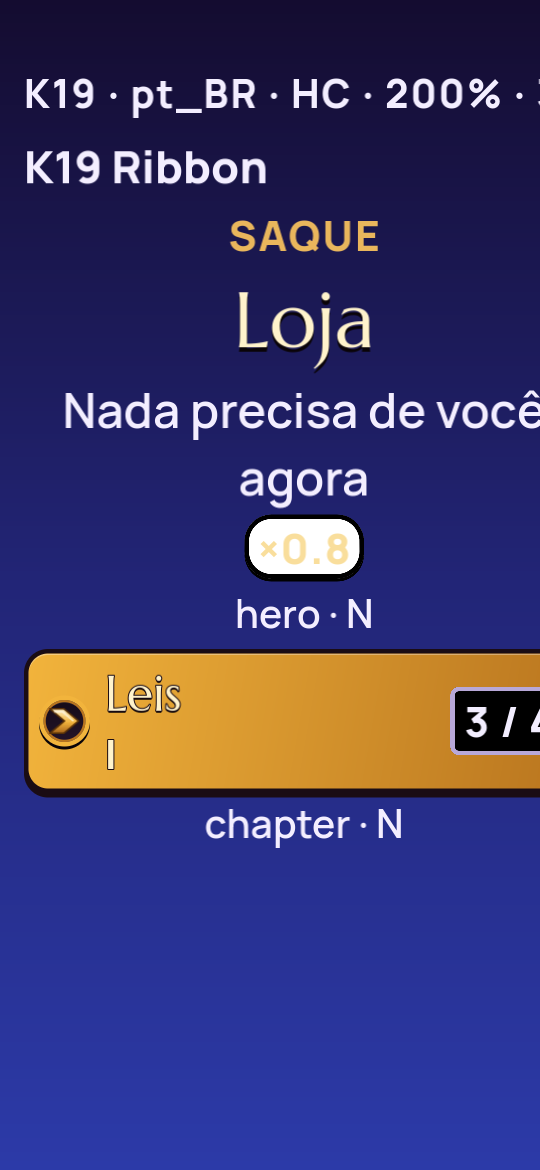 K19 · pt_BR · HC · 200% ·
K19 Ribbon
SAQUE
Loja
Nada precisa de você
agora
×0.8
hero · N
Leis
I
3 / 4
chapter · N